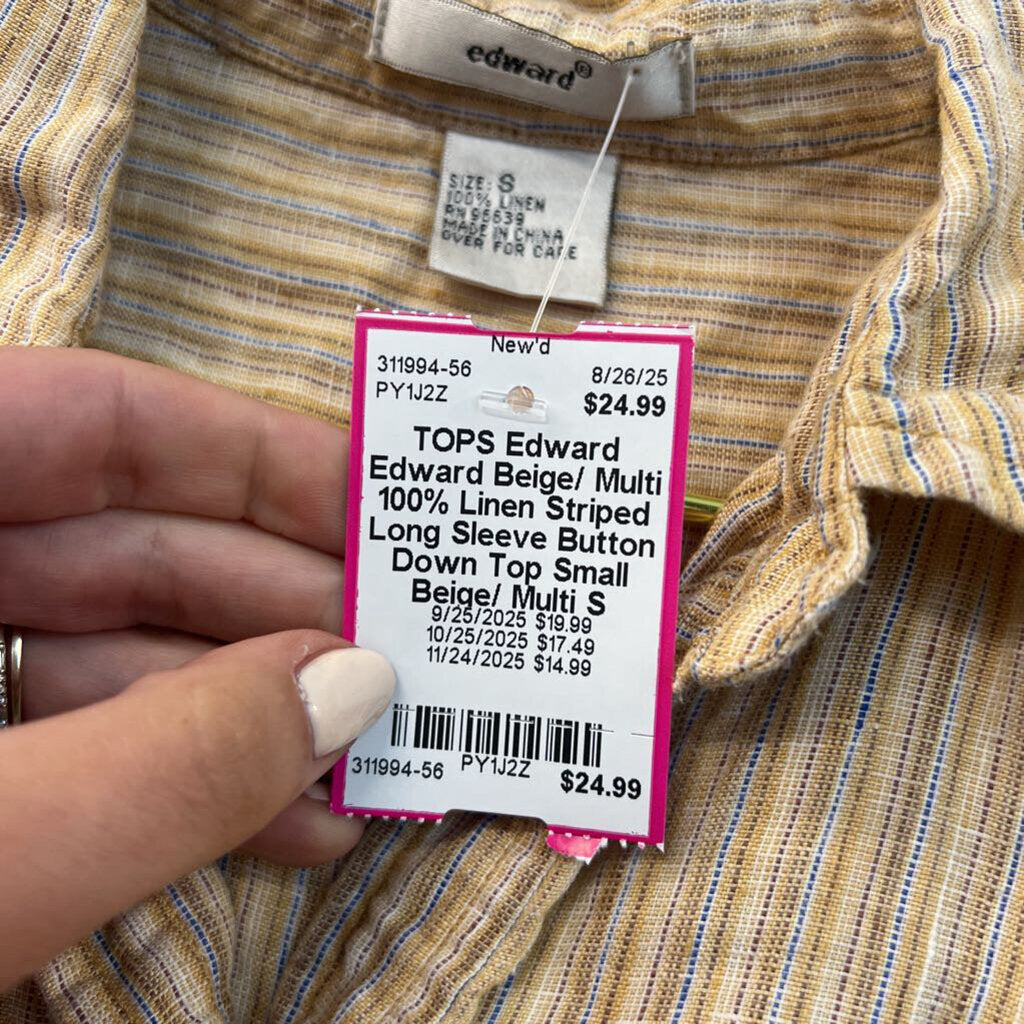 edward®
SIZE: S
100% LINEN
RN 96639
MADE IN CHINA
OVER FOR CARE
New'd
311994-56 8/26/25
PY1J2Z $24.99
TOPS Edward
Edward Beige/ Multi
100% Linen Striped
Long Sleeve Button
Down Top Small
Beige/ Multi S
9/25/2025 $19.99
10/25/2025 $17.49
11/24/2025 $14.99
311994-56 PY1J2Z $24.99